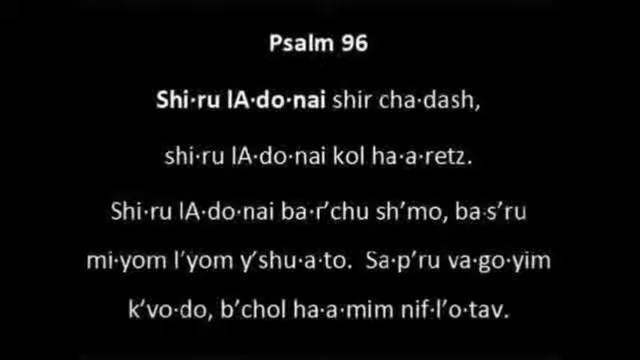 Psalm 96
Shi·ru lA·do·nai shir cha·dash,
shi·ru lA·do·nai kol ha·a·retz.
Shi·ru lA·do·nai ba·r’chu sh’mo, ba·s’ru
mi·yom l’yom y’shu·a·to. Sa·p’ru va·go·yim
k’vo·do, b’chol ha·a·mim nif·l’o·tav.